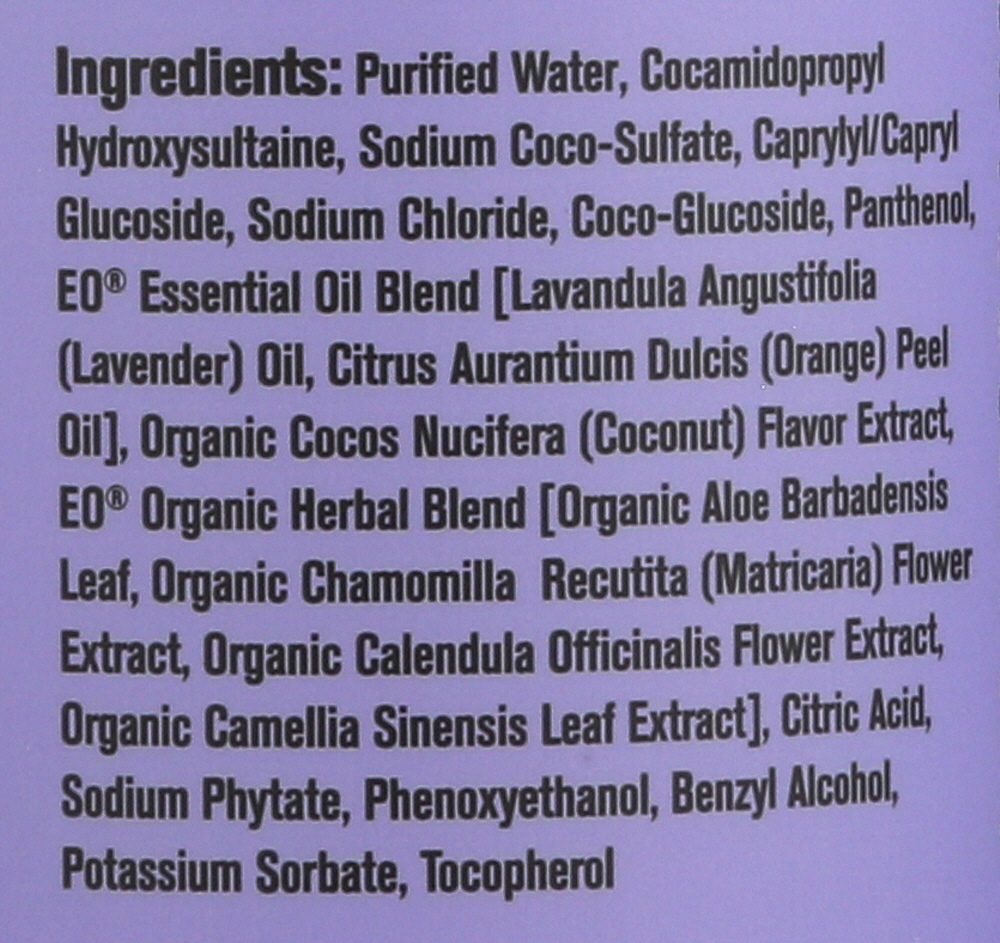 Ingredients: Purified Water, Cocamidopropyl
Hydroxysultaine, Sodium Coco-Sulfate, Caprylyl/Capryl
Glucoside, Sodium Chloride, Coco-Glucoside, Panthenol,
EO® Essential Oil Blend [Lavandula Angustifolia
(Lavender) Oil, Citrus Aurantium Dulcis (Orange) Peel
Oil], Organic Cocos Nucifera (Coconut) Flavor Extract,
EO® Organic Herbal Blend [Organic Aloe Barbadensis
Leaf, Organic Chamomilla Recutita (Matricaria) Flower
Extract, Organic Calendula Officinalis Flower Extract,
Organic Camellia Sinensis Leaf Extract], Citric Acid,
Sodium Phytate, Phenoxyethanol, Benzyl Alcohol,
Potassium Sorbate, Tocopherol